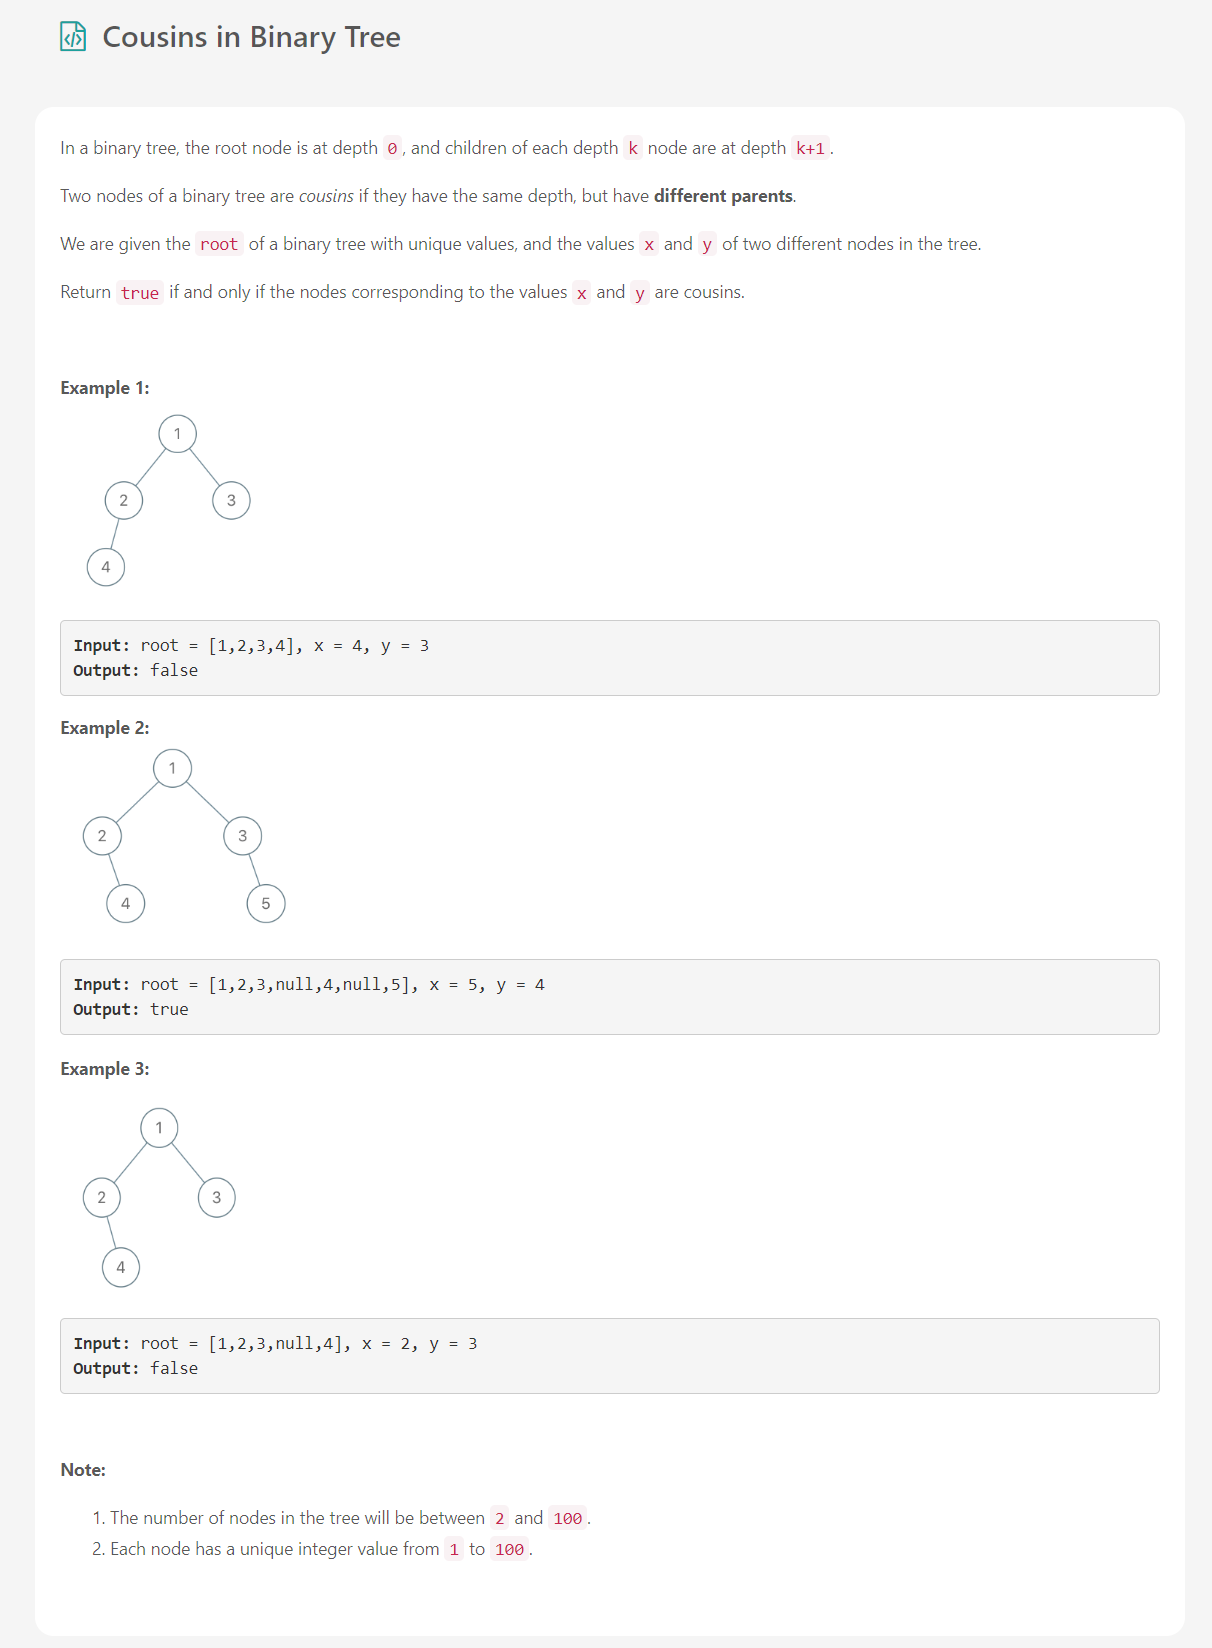 Cousins in Binary Tree
In a binary tree, the root node is at depth 0, and children of each depth k node are at depth k+1.
Two nodes of a binary tree are cousins if they have the same depth, but have different parents.
We are given the root of a binary tree with unique values, and the values x and y of two different nodes in the tree.
Return true if and only if the nodes corresponding to the values x and y are cousins.
Example 1:
1
2 3
4
Input: root = [1,2,3,4], x = 4, y = 3
Output: false
Example 2:
1
2 3
4 5
Input: root = [1,2,3,null,4,null,5], x = 5, y = 4
Output: true
Example 3:
1
2 3
4
Input: root = [1,2,3,null,4], x = 2, y = 3
Output: false
Note:
1. The number of nodes in the tree will be between 2 and 100.
2. Each node has a unique integer value from 1 to 100.